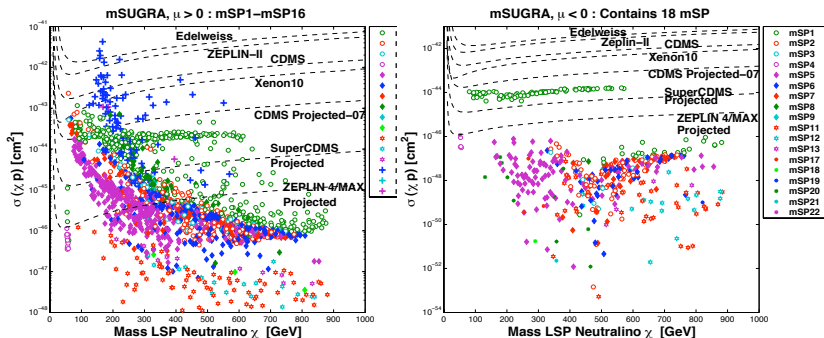 mSUGRA, μ > 0 : mSP1−mSP16
10⁻⁴¹
10⁻⁴²
10⁻⁴³
10⁻⁴⁴
10⁻⁴⁵
10⁻⁴⁶
10⁻⁴⁷
10⁻⁴⁸
σ (χ p) [cm²]
Edelweiss
ZEPLIN−II
CDMS
Xenon10
CDMS Projected−07
SuperCDMS
Projected
ZEPLIN 4/MAX
Projected
0 100 200 300 400 500 600 700 800 900 1000
Mass LSP Neutralino χ [GeV]
mSUGRA, μ < 0 : Contains 18 mSP
10⁻⁴²
10⁻⁴⁴
10⁻⁴⁶
10⁻⁴⁸
10⁻⁵⁰
10⁻⁵²
10⁻⁵⁴
σ (χ p) [cm²]
Edelweiss
Zeplin−II
CDMS
Xenon10
CDMS Projected−07
SuperCDMS
Projected
ZEPLIN 4/MAX
Projected
0 100 200 300 400 500 600 700 800 900 1000
Mass LSP Neutralino χ [GeV]
mSP1
mSP2
mSP3
mSP4
mSP5
mSP6
mSP7
mSP8
mSP9
mSP11
mSP12
mSP13
mSP17
mSP18
mSP19
mSP20
mSP21
mSP22